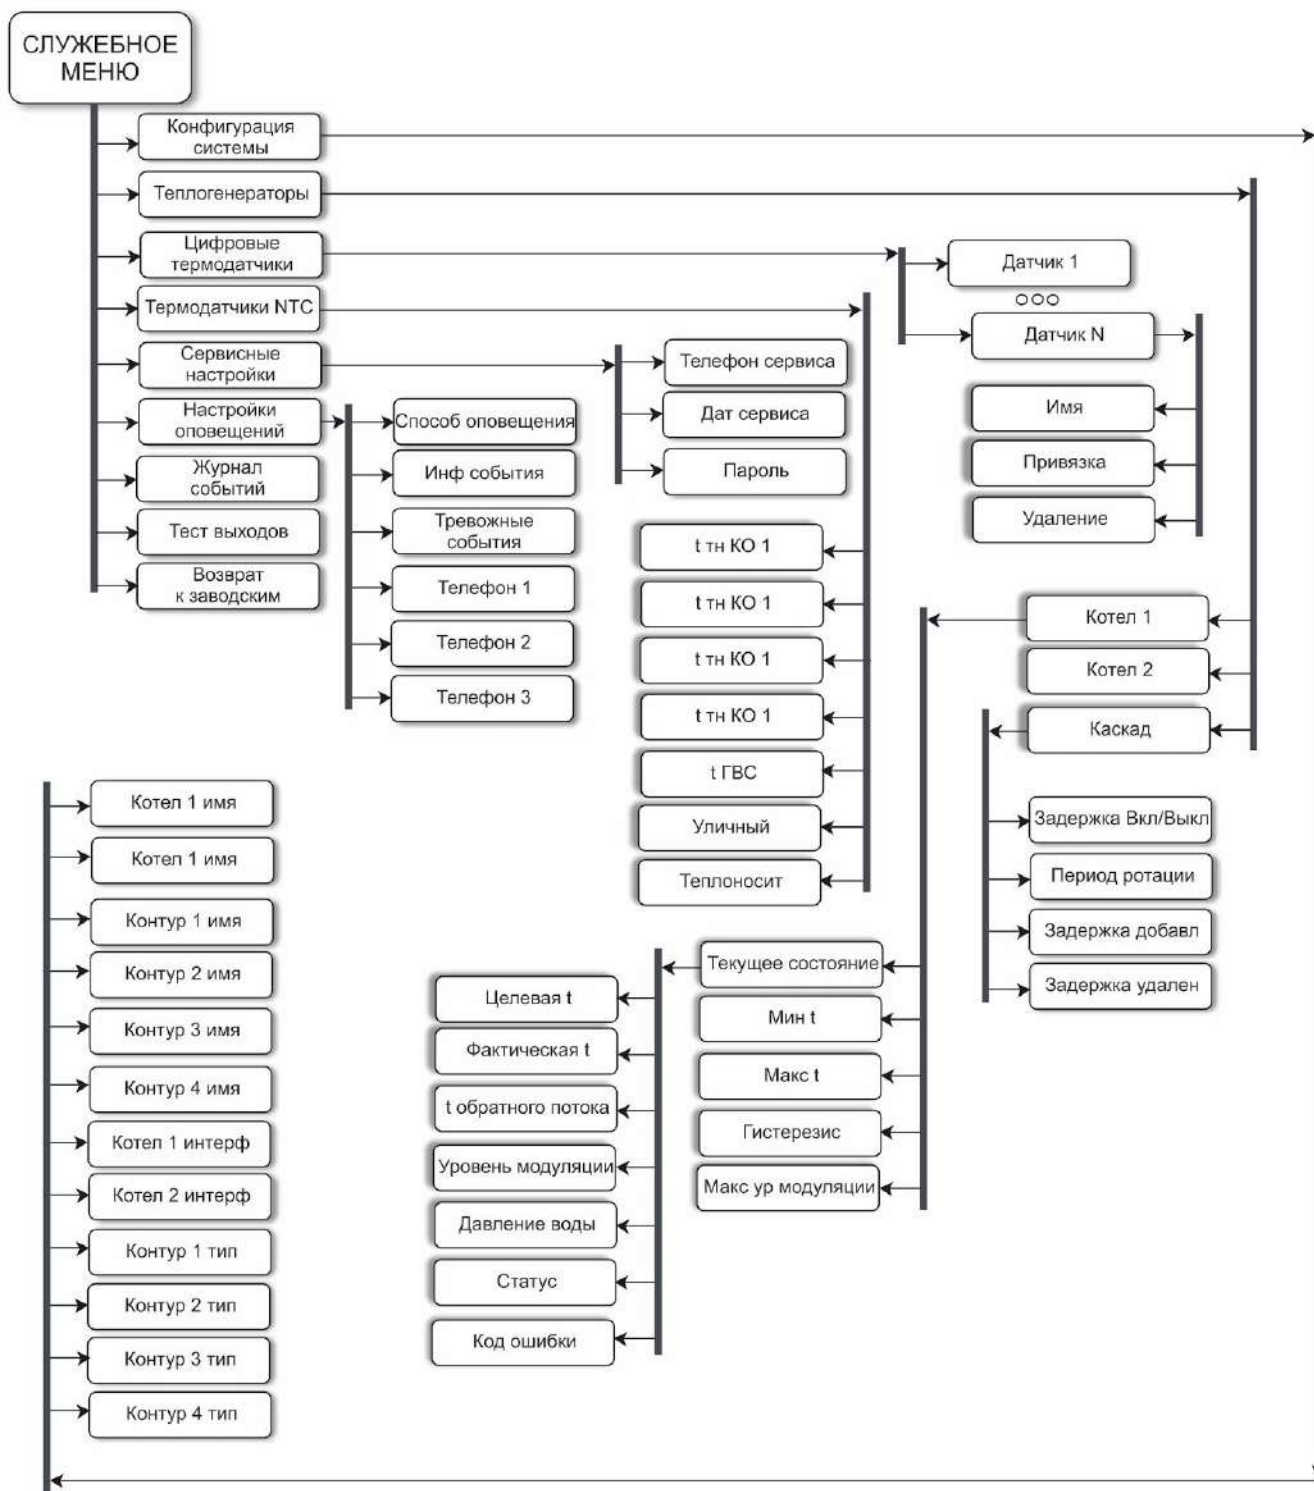 СЛУЖЕБНОЕ
МЕНЮ
Конфигурация
системы
Теплогенераторы
Цифровые
термодатчики
Термодатчики NTC
Сервисные
настройки
Настройки
оповещений
Журнал
событий
Тест выходов
Возврат
к заводским
Датчик 1
Датчик N
Имя
Привязка
Удаление
Телефон сервиса
Дат сервиса
Пароль
Способ оповещения
Инф события
Тревожные
события
Телефон 1
Телефон 2
Телефон 3
t тн КО 1
t тн КО 1
t тн КО 1
t тн КО 1
t ГВС
Уличный
Теплоносит
Котел 1
Котел 2
Каскад
Задержка Вкл/Выкл
Период ротации
Задержка добавл
Задержка удален
Текущее состояние
Мин t
Макс t
Гистерезис
Макс ур модуляции
Целевая t
Фактическая t
t обратного потока
Уровень модуляции
Давление воды
Статус
Код ошибки
Котел 1 имя
Котел 1 имя
Контур 1 имя
Контур 2 имя
Контур 3 имя
Контур 4 имя
Котел 1 интерф
Котел 2 интерф
Контур 1 тип
Контур 2 тип
Контур 3 тип
Контур 4 тип